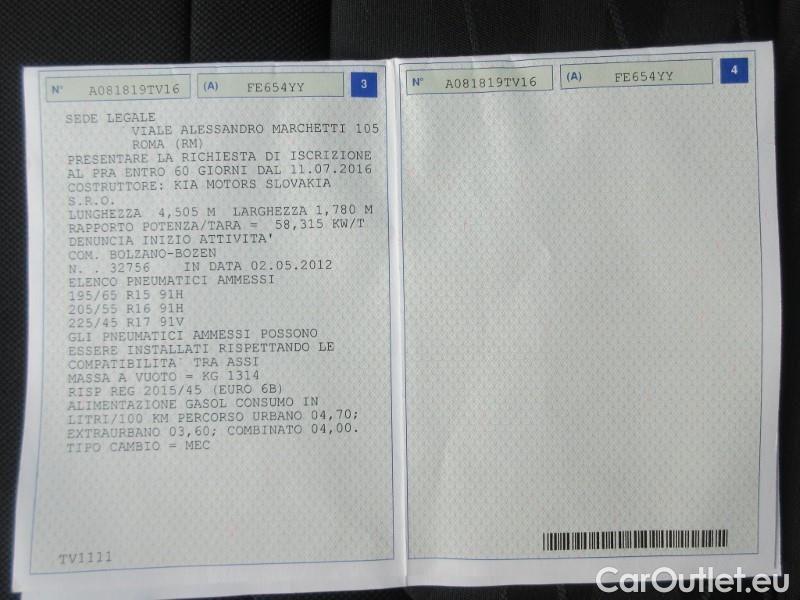 N° A081819TV16 (A) FE654YY 3
SEDE LEGALE
VIALE ALESSANDRO MARCHETTI 105
ROMA (RM)
PRESENTARE LA RICHIESTA DI ISCRIZIONE
AL PRA ENTRO 60 GIORNI DAL 11.07.2016
COSTRUTTORE: KIA MOTORS SLOVAKIA
S.R.O.
LUNGHEZZA 4,505 M LARGHEZZA 1,780 M
RAPPORTO POTENZA/TARA = 58,315 KW/T
DENUNCIA INIZIO ATTIVITA'
COM. BOLZANO-BOZEN
N. . 32756 IN DATA 02.05.2012
ELENCO PNEUMATICI AMMESSI
195/65 R15 91H
205/55 R16 91H
225/45 R17 91V
GLI PNEUMATICI AMMESSI POSSONO
ESSERE INSTALLATI RISPETTANDO LE
COMPATIBILITA` TRA ASSI
MASSA A VUOTO = KG 1314
RISP REG 2015/45 (EURO 6B)
ALIMENTAZIONE GASOL CONSUMO IN
LITRI/100 KM PERCORSO URBANO 04,70;
EXTRAURBANO 03,60; COMBINATO 04,00.
TIPO CAMBIO = MEC
TV1111
N° A081819TV16 (A) FE654YY 4
CarOutlet.eu